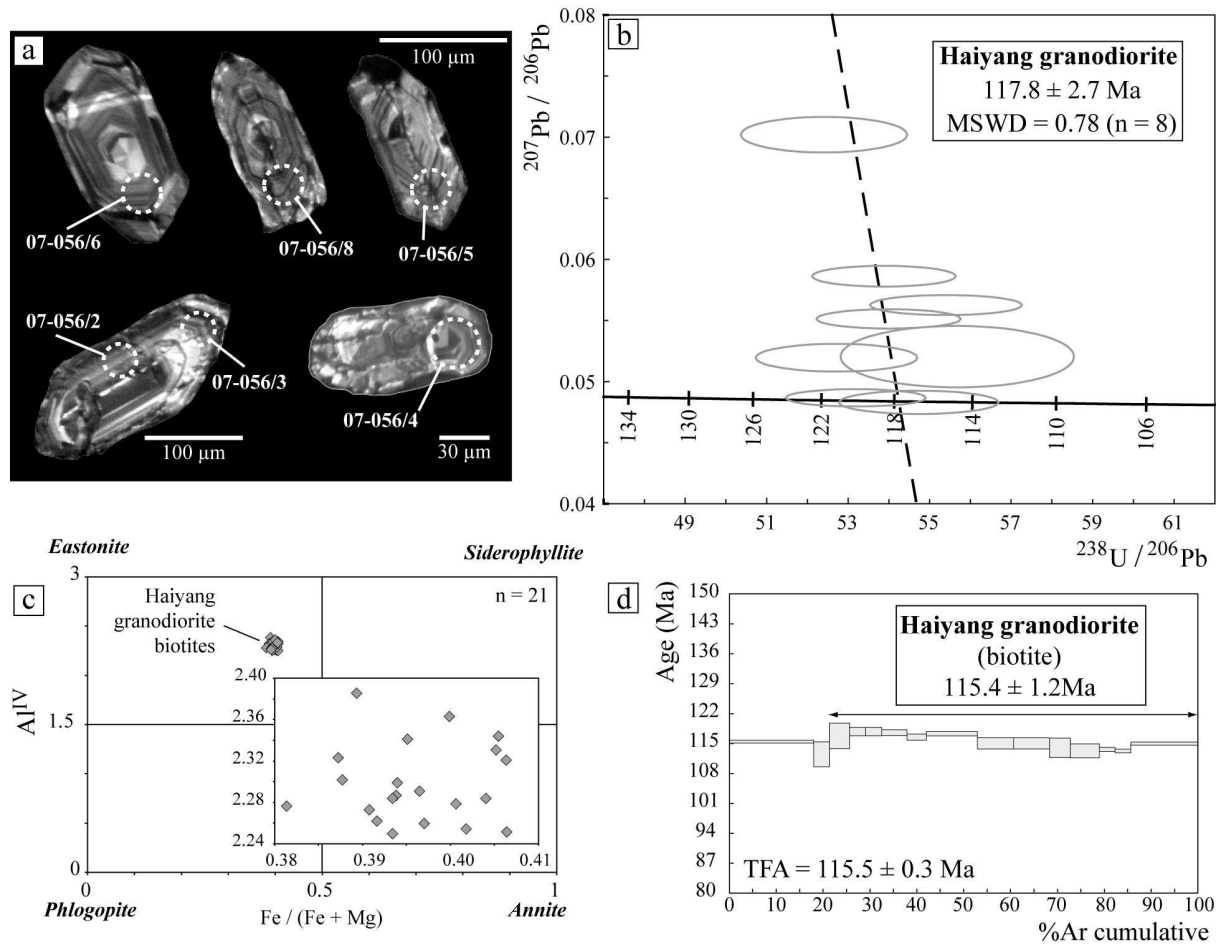 a
100 µm
07-056/6
07-056/8
07-056/5
07-056/2
07-056/3
07-056/4
100 µm
30 µm
b
²⁰⁷Pb / ²⁰⁶Pb
0.08
0.07
0.06
0.05
0.04
Haiyang granodiorite
117.8 ± 2.7 Ma
MSWD = 0.78 (n = 8)
134
130
126
122
118
114
110
106
49
51
53
55
57
59
61
²³⁸U / ²⁰⁶Pb
c
Eastonite
Siderophyllite
n = 21
Haiyang
granodiorite
biotites
3
1.5
0
Alᴵⱽ
2.40
2.36
2.32
2.28
2.24
0.38
0.39
0.40
0.41
0
0.5
1
Phlogopite
Fe / (Fe + Mg)
Annite
d
Age (Ma)
150
143
136
129
122
115
108
101
94
87
80
Haiyang granodiorite
(biotite)
115.4 ± 1.2Ma
TFA = 115.5 ± 0.3 Ma
0 10 20 30 40 50 60 70 80 90 100
%Ar cumulative